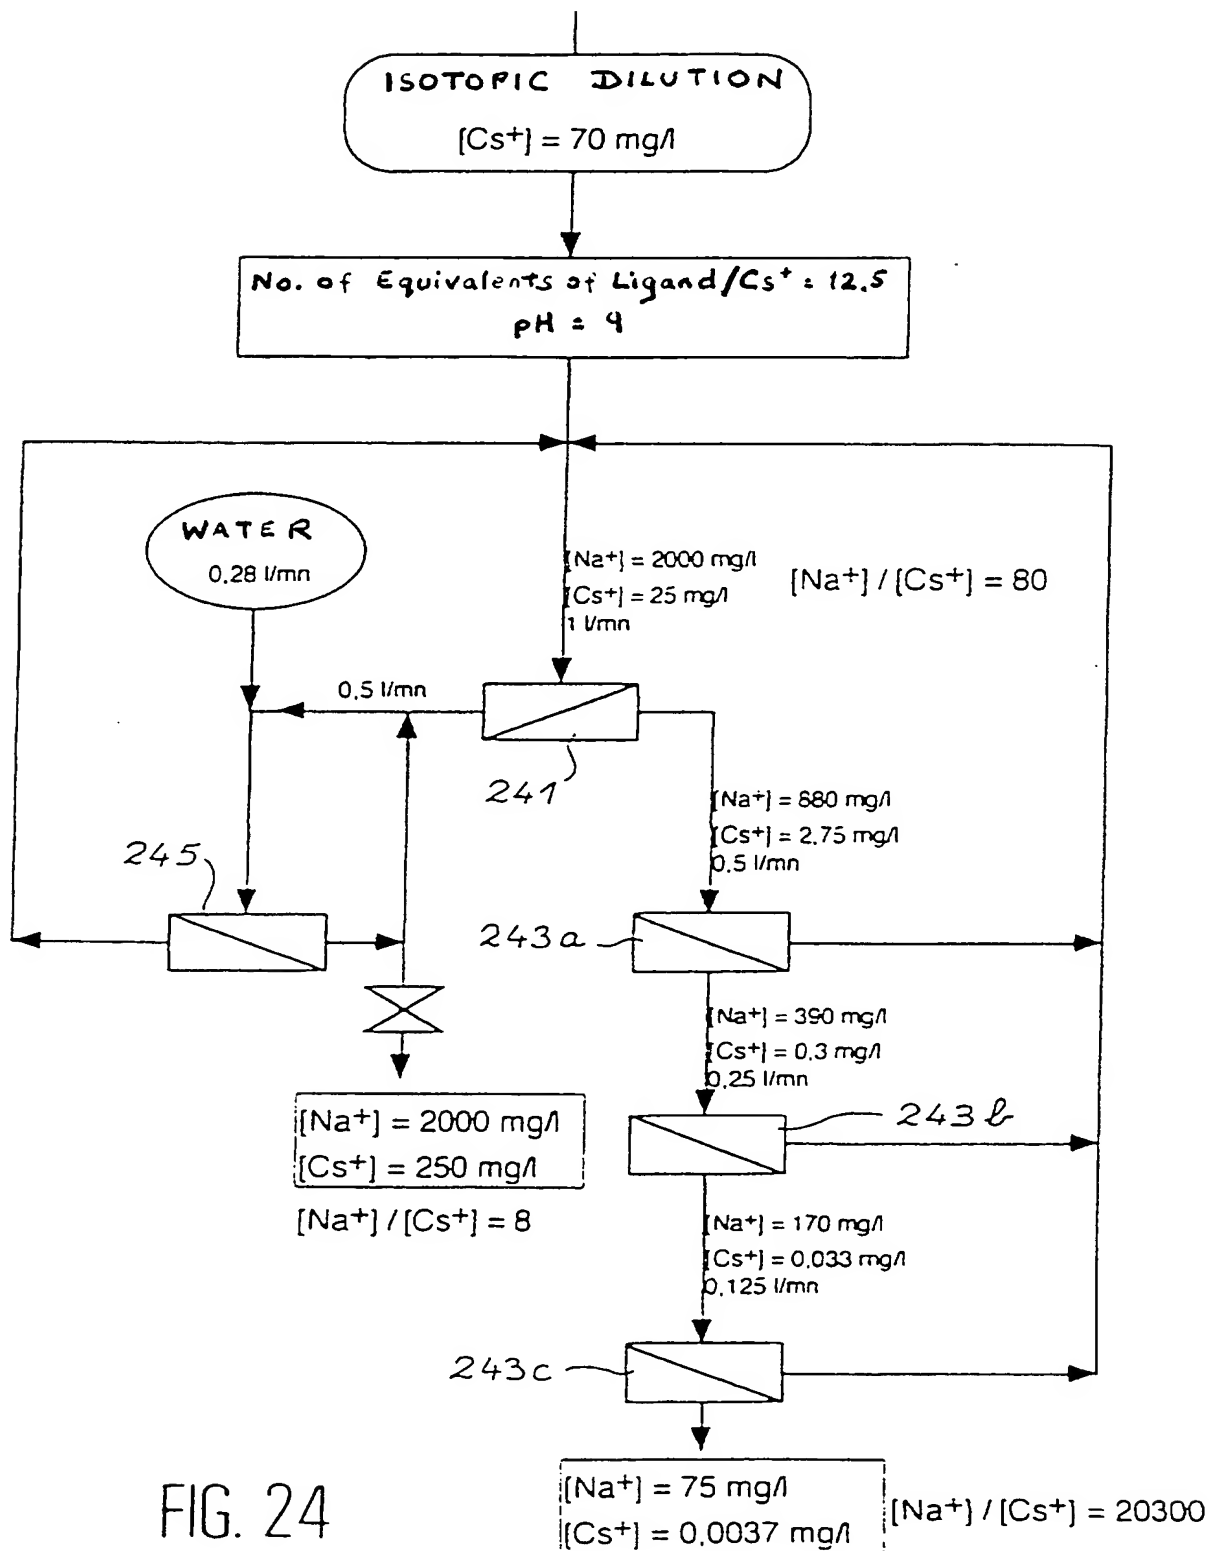 ISOTOPIC DILUTION
[Cs+] = 70 mg/l
No. of Equivalents of Ligand/Cs+ = 12.5
pH = 9
WATER
0.28 l/mn
[Na+] = 2000 mg/l
[Cs+] = 25 mg/l
1 l/mn
[Na+] / [Cs+] = 80
0,5 l/mn
241
[Na+] = 880 mg/l
[Cs+] = 2,75 mg/l
0,5 l/mn
245
243a
[Na+] = 390 mg/l
[Cs+] = 0,3 mg/l
0,25 l/mn
243b
[Na+] = 2000 mg/l
[Cs+] = 250 mg/l
[Na+] / [Cs+] = 8
[Na+] = 170 mg/l
[Cs+] = 0,033 mg/l
0,125 l/mn
243c
[Na+] = 75 mg/l
[Cs+] = 0,0037 mg/l
[Na+] / [Cs+] = 20300
FIG. 24